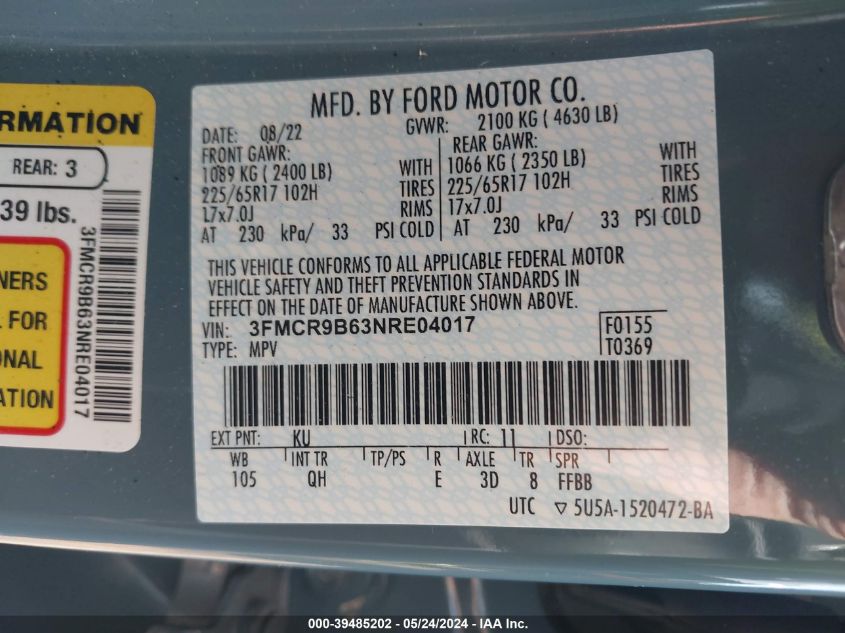 RMATION
REAR: 3
39 lbs.
NERS
L FOR
ONAL
ATION
3FMCR9B63NRE04017
MFD. BY FORD MOTOR CO.
DATE: 08/22 GVWR: 2100 KG ( 4630 LB)
FRONT GAWR: REAR GAWR:
1089 KG ( 2400 LB) WITH 1066 KG ( 2350 LB) WITH
225/65R17 102H TIRES 225/65R17 102H TIRES
17x7.0J RIMS 17x7.0J RIMS
AT 230 kPa/ 33 PSI COLD AT 230 kPa/ 33 PSI COLD
THIS VEHICLE CONFORMS TO ALL APPLICABLE FEDERAL MOTOR
VEHICLE SAFETY AND THEFT PREVENTION STANDARDS IN
EFFECT ON THE DATE OF MANUFACTURE SHOWN ABOVE.
VIN: 3FMCR9B63NRE04017 F0155
TYPE: MPV T0369
EXT PNT: KU RC: 11 DSO:
WB INT TR TP/PS R AXLE TR SPR
105 QH E 3D 8 FFBB
UTC ▽ 5U5A-1520472-BA
000-39485202 - 05/24/2024 - IAA Inc.